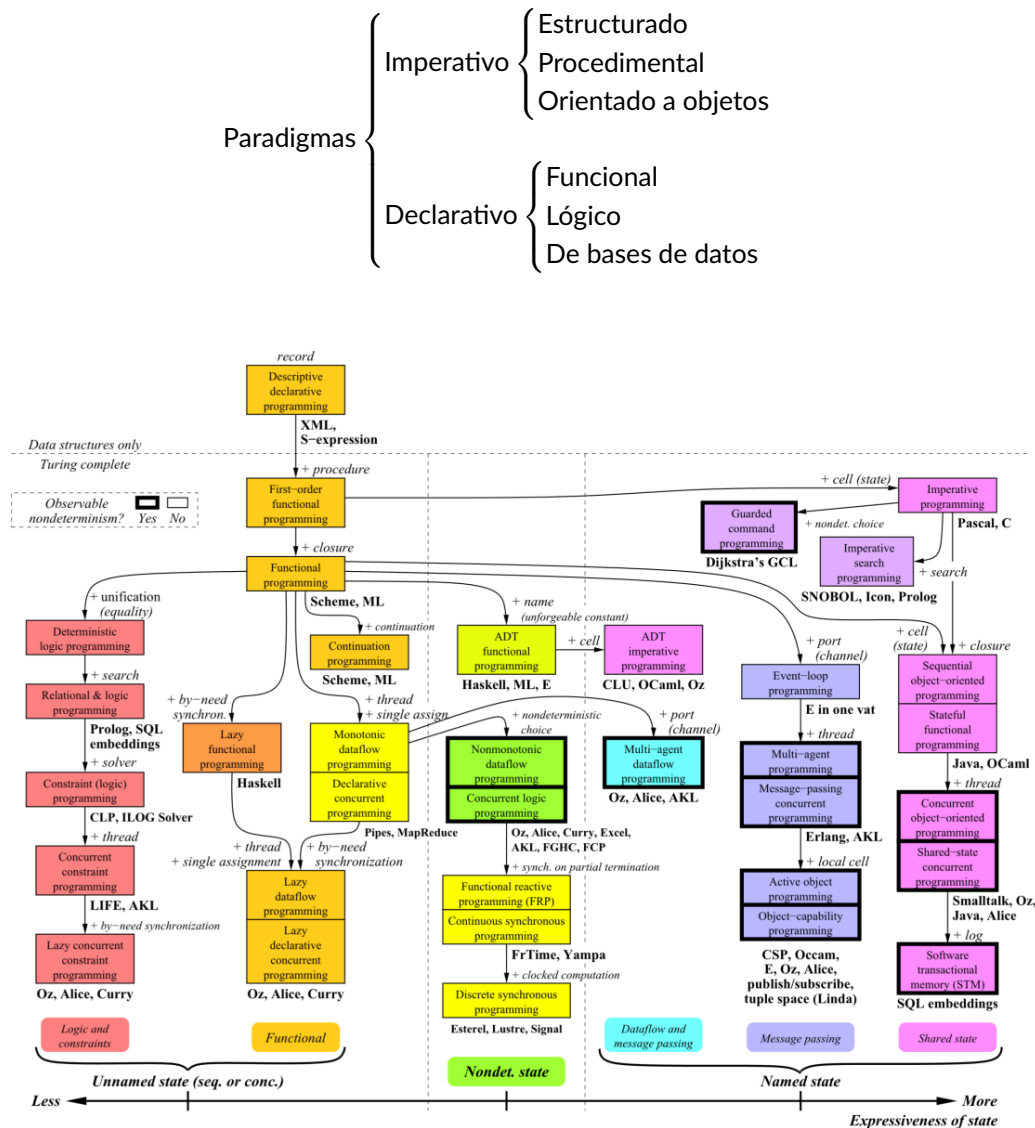 Paradigmas
Imperativo
Estructurado
Procedimental
Orientado a objetos
Declarativo
Funcional
Lógico
De bases de datos
record
Descriptive
declarative
programming
XML,
S−expression
Data structures only
Turing complete
+ procedure
Observable
nondeterminism?
Yes
No
First−order
functional
programming
+ cell (state)
Imperative
programming
Pascal, C
Guarded
command
programming
+ nondet. choice
Dijkstra's GCL
Imperative
search
programming
+ search
SNOBOL, Icon, Prolog
+ closure
Functional
programming
Scheme, ML
+ unification
(equality)
+ continuation
Continuation
programming
Scheme, ML
+ name
(unforgeable constant)
ADT
functional
programming
Haskell, ML, E
+ cell
ADT
imperative
programming
CLU, OCaml, Oz
+ port
(channel)
Event−loop
programming
E in one vat
+ cell
(state)
+ closure
Sequential
object−oriented
programming
Stateful
functional
programming
Java, OCaml
Deterministic
logic programming
+ search
Relational & logic
programming
Prolog, SQL
embeddings
+ solver
Constraint (logic)
programming
CLP, ILOG Solver
+ thread
Concurrent
constraint
programming
LIFE, AKL
+ by−need synchronization
Lazy concurrent
constraint
programming
Oz, Alice, Curry
+ by−need
synchron.
Lazy
functional
programming
Haskell
+ thread
+ single assign.
Monotonic
dataflow
programming
Declarative
concurrent
programming
Pipes, MapReduce
+ thread
+ single assignment
+ by−need
synchronization
Lazy
dataflow
programming
Lazy
declarative
concurrent
programming
Oz, Alice, Curry
+ nondeterministic
choice
Nonmonotonic
dataflow
programming
Concurrent logic
programming
Oz, Alice, Curry, Excel,
AKL, FGHC, FCP
+ synch. on partial termination
Functional reactive
programming (FRP)
Continuous synchronous
programming
FrTime, Yampa
+ clocked computation
Discrete synchronous
programming
Esterel, Lustre, Signal
+ port
(channel)
Multi−agent
dataflow
programming
Oz, Alice, AKL
+ thread
Multi−agent
programming
Message−passing
concurrent
programming
Erlang, AKL
+ local cell
Active object
programming
Object−capability
programming
CSP, Occam,
E, Oz, Alice,
publish/subscribe,
tuple space (Linda)
+ thread
Concurrent
object−oriented
programming
Shared−state
concurrent
programming
Smalltalk, Oz,
Java, Alice
+ log
Software
transactional
memory (STM)
SQL embeddings
Logic and
constraints
Functional
Dataflow and
message passing
Message passing
Shared state
Unnamed state (seq. or conc.)
Nondet. state
Named state
Less
More
Expressiveness of state